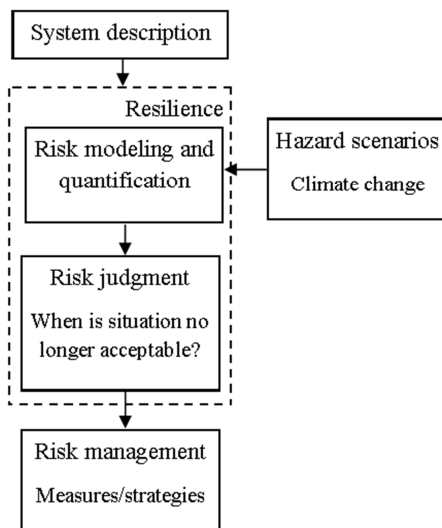 System description
Resilience
Risk modeling and
quantification
Hazard scenarios
Climate change
Risk judgment
When is situation no
longer acceptable?
Risk management
Measures/strategies